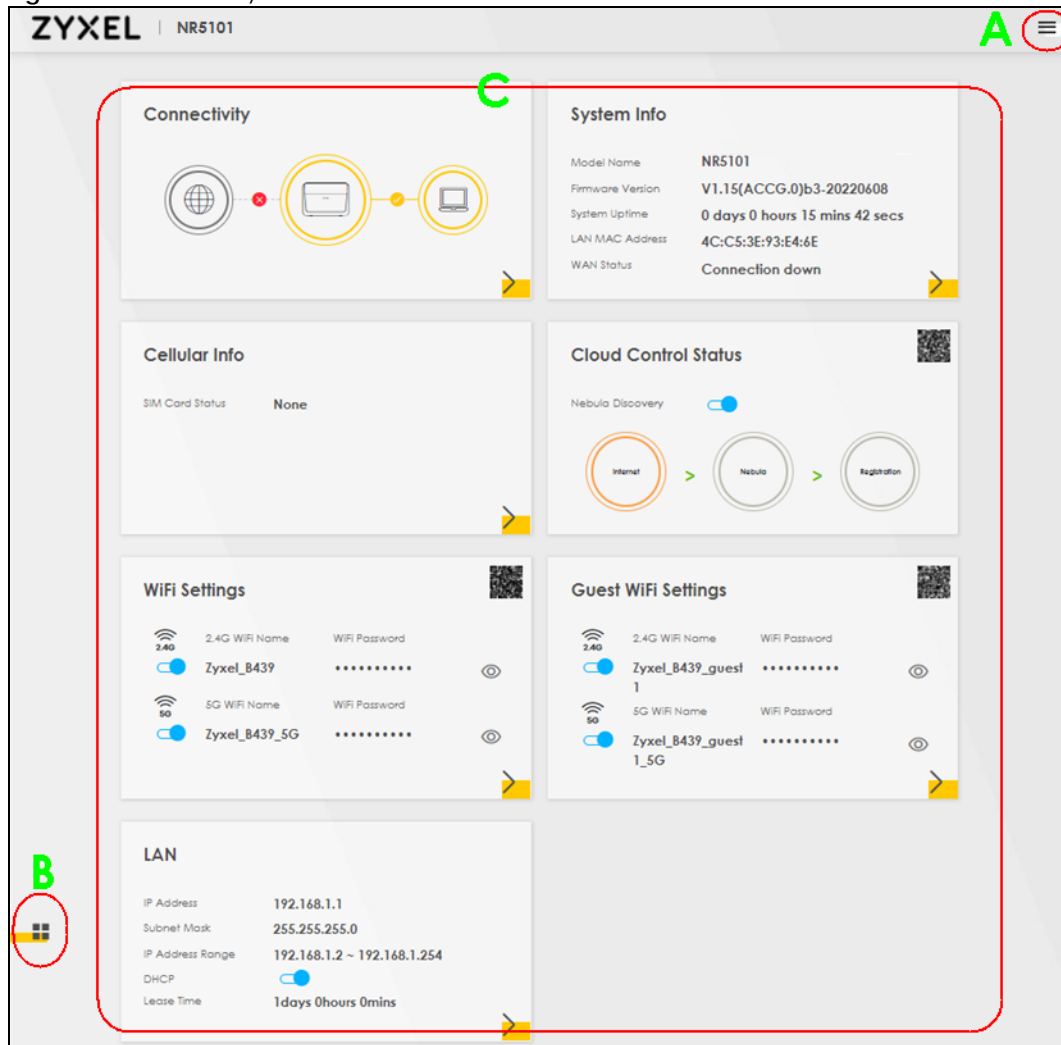 ZYXEL | NR5101
A
C
Connectivity
System Info
Model Name NR5101
Firmware Version V1.15(ACCG.0)b3-20220608
System Uptime 0 days 0 hours 15 mins 42 secs
LAN MAC Address 4C:C5:3E:93:E4:6E
WAN Status Connection down
Cellular Info
SIM Card Status None
Cloud Control Status
Nebula Discovery
Internet > Nebula > Registration
WiFi Settings
2.4G 2.4G WiFi Name WiFi Password
Zyxel_B439 ••••••••••
5G 5G WiFi Name WiFi Password
Zyxel_B439_5G ••••••••••
Guest WiFi Settings
2.4G 2.4G WiFi Name WiFi Password
Zyxel_B439_guest ••••••••••
1
5G 5G WiFi Name WiFi Password
Zyxel_B439_guest ••••••••••
1_5G
B
LAN
IP Address 192.168.1.1
Subnet Mask 255.255.255.0
IP Address Range 192.168.1.2 ~ 192.168.1.254
DHCP
Lease Time 1days 0hours 0mins